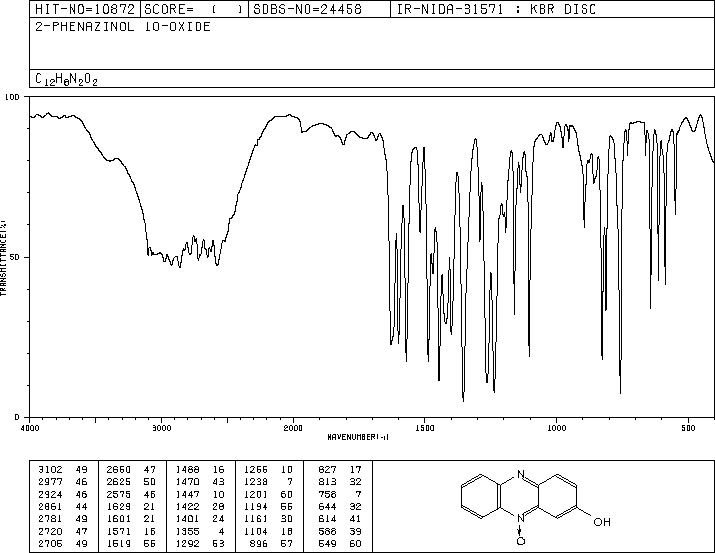 HIT-NO=10872 SCORE= ( ) SDBS-NO=24458 IR-NIDA-31571 : KBR DISC
2-PHENAZINOL 10-OXIDE
C12H8N2O2
100
50
0
TRANSMITTANCE(%)
4000 3000 2000 1500 1000 500
WAVENUMBER(-1)
3102 49 2660 47 1488 16 1266 10 827 17
2977 46 2625 50 1470 43 1238 7 813 32
2924 46 2575 46 1447 10 1201 60 758 7
2861 44 1629 21 1422 28 1194 55 644 32
2781 49 1601 21 1401 24 1161 30 614 41
2720 47 1571 16 1355 4 1104 18 588 39
2705 49 1519 55 1292 53 896 57 549 60
N
N
OH
O